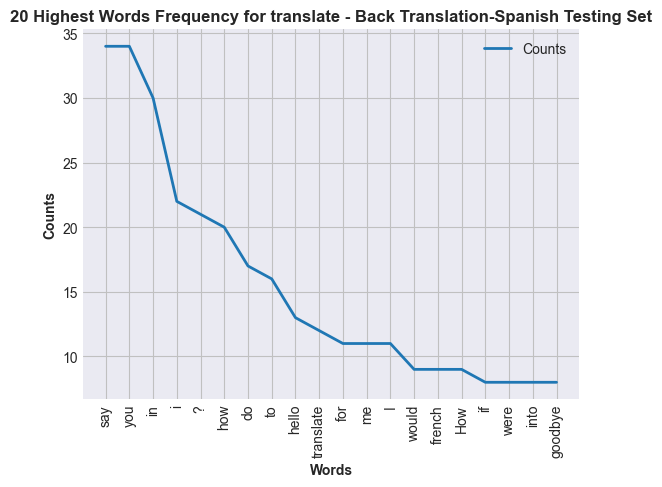 20 Highest Words Frequency for translate - Back Translation-Spanish Testing Set
Counts
35
30
25
20
15
10
Counts
say
you
in
i
?
how
do
to
hello
translate
for
me
I
would
french
How
if
were
into
goodbye
Words